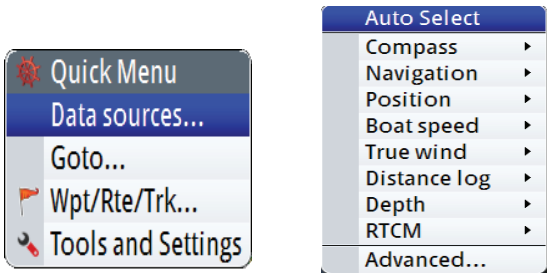 Quick Menu
Data sources...
Goto...
Wpt/Rte/Trk...
Tools and Settings
Auto Select
Compass
Navigation
Position
Boat speed
True wind
Distance log
Depth
RTCM
Advanced...